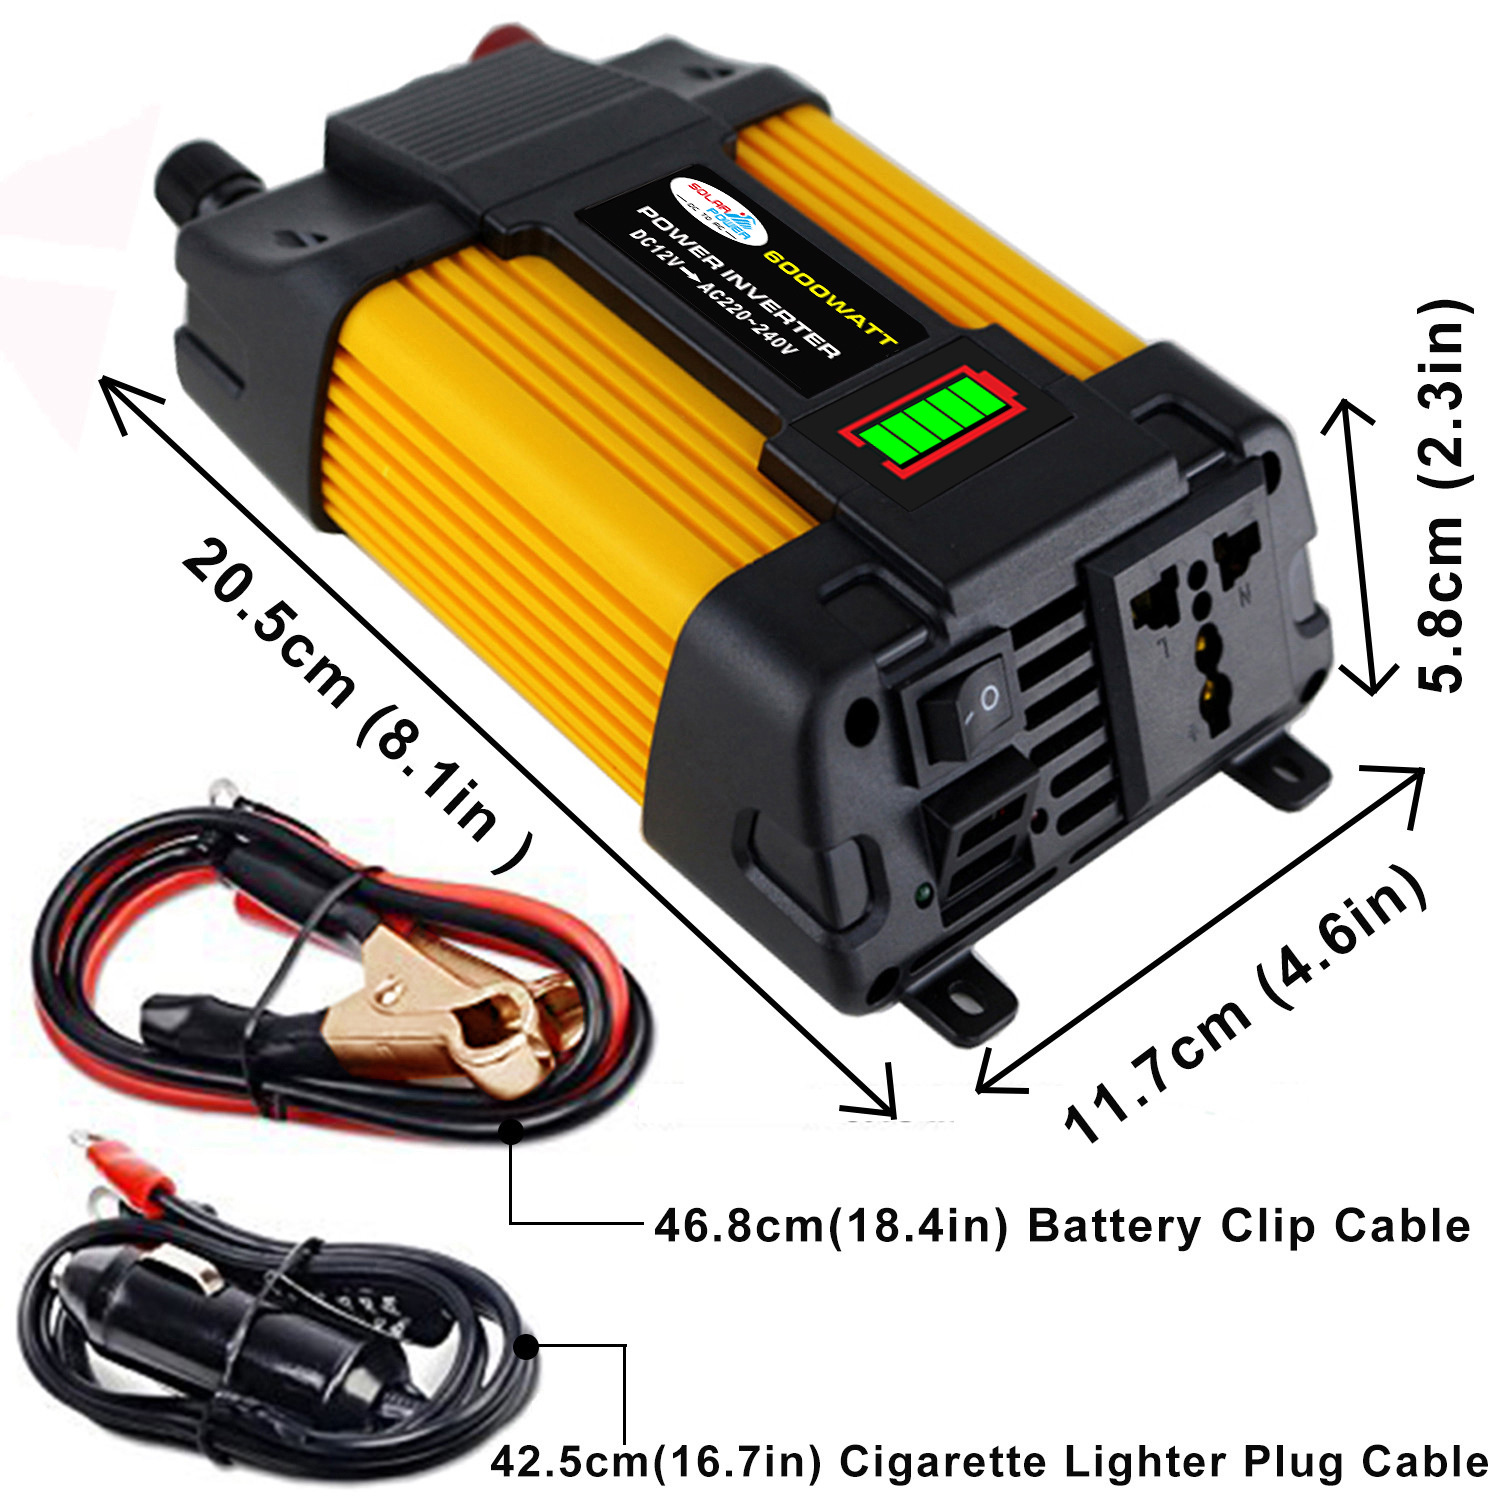 SOLAR
POWER
DC TO AC
6000WATT
POWER INVERTER
DC12V→AC220~240V
5.8cm (2.3in)
20.5cm (8.1in )
11.7cm (4.6in)
L
N
46.8cm(18.4in) Battery Clip Cable
42.5cm(16.7in) Cigarette Lighter Plug Cable